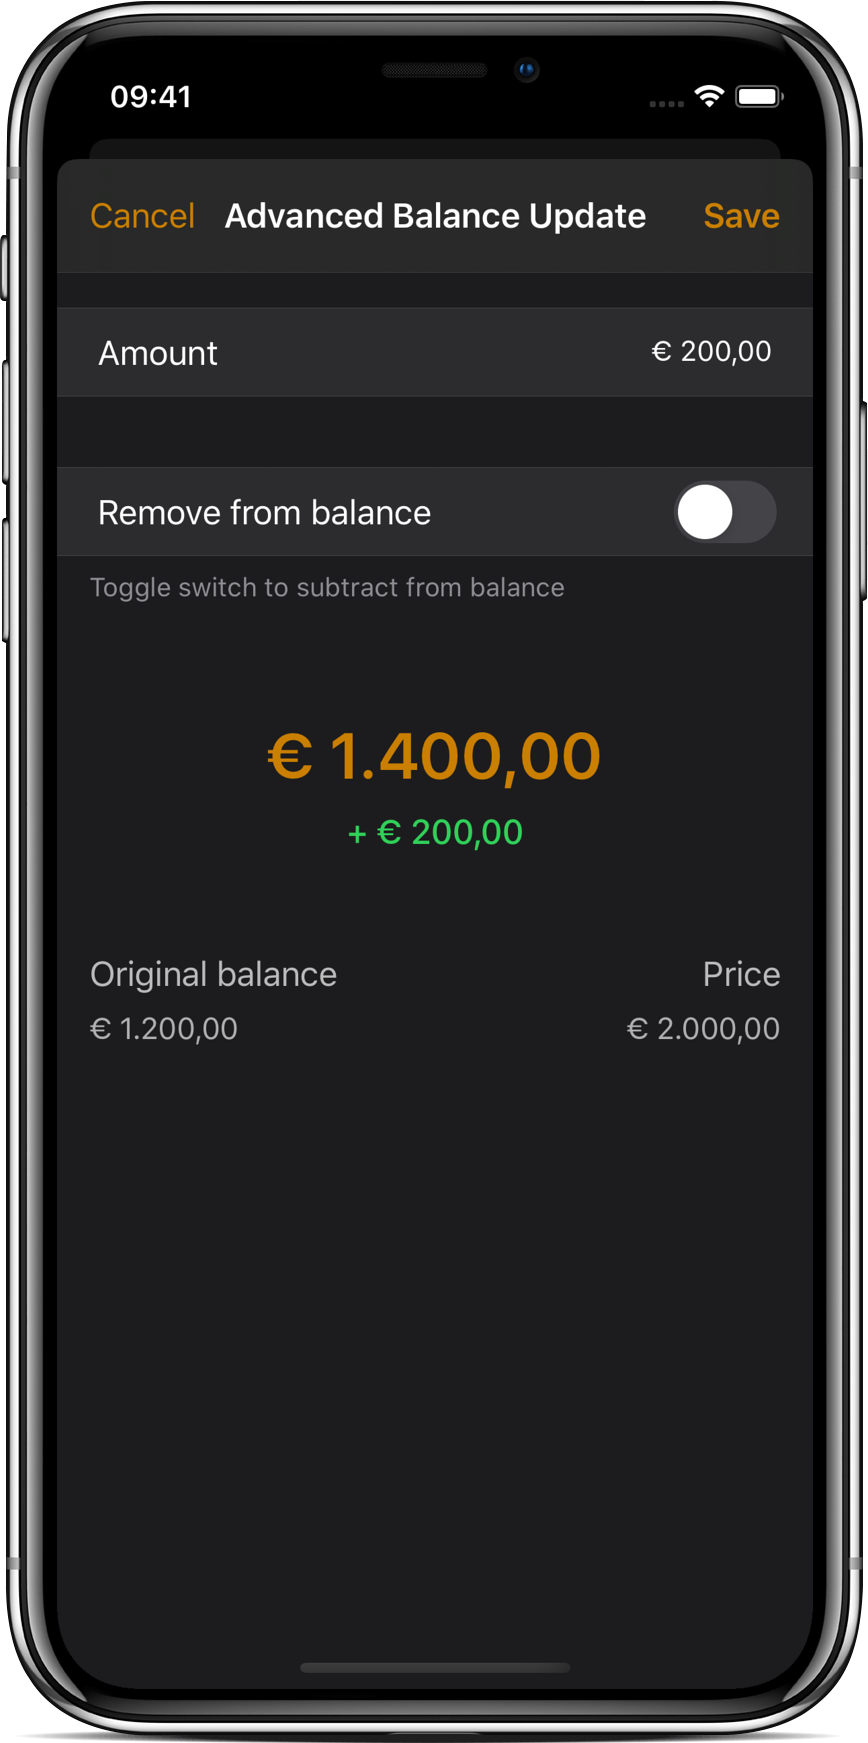 09:41
Cancel Advanced Balance Update Save
Amount € 200,00
Remove from balance
Toggle switch to subtract from balance
€ 1.400,00
+ € 200,00
Original balance Price
€ 1.200,00 € 2.000,00